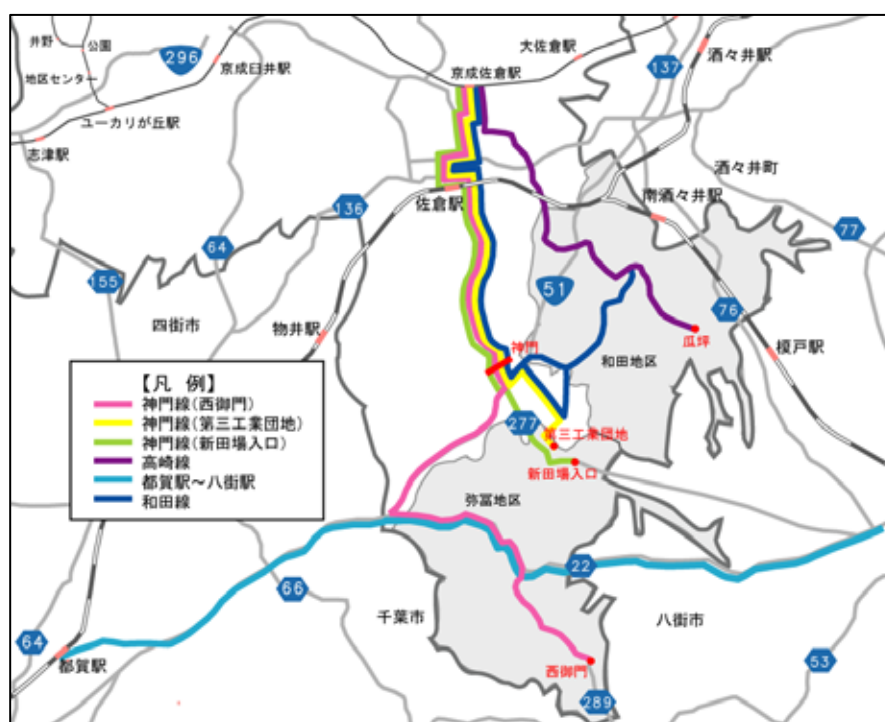 井野
公園
地区センター
296
京成臼井駅
ユーカリが丘駅
志津駅
京成佐倉駅
大佐倉駅
137
酒々井駅
酒々井町
佐倉駅
南酒々井駅
136
64
77
155
51
76
四街市
物井駅
神門
和田地区
瓜坪
榎戸駅
【凡 例】
神門線(西御門)
神門線(第三工業団地)
神門線(新田場入口)
高崎線
都賀駅~八街駅
和田線
277
第三工業団地
新田場入口
弥冨地区
22
66
千葉市
八街市
64
都賀駅
西御門
53
289